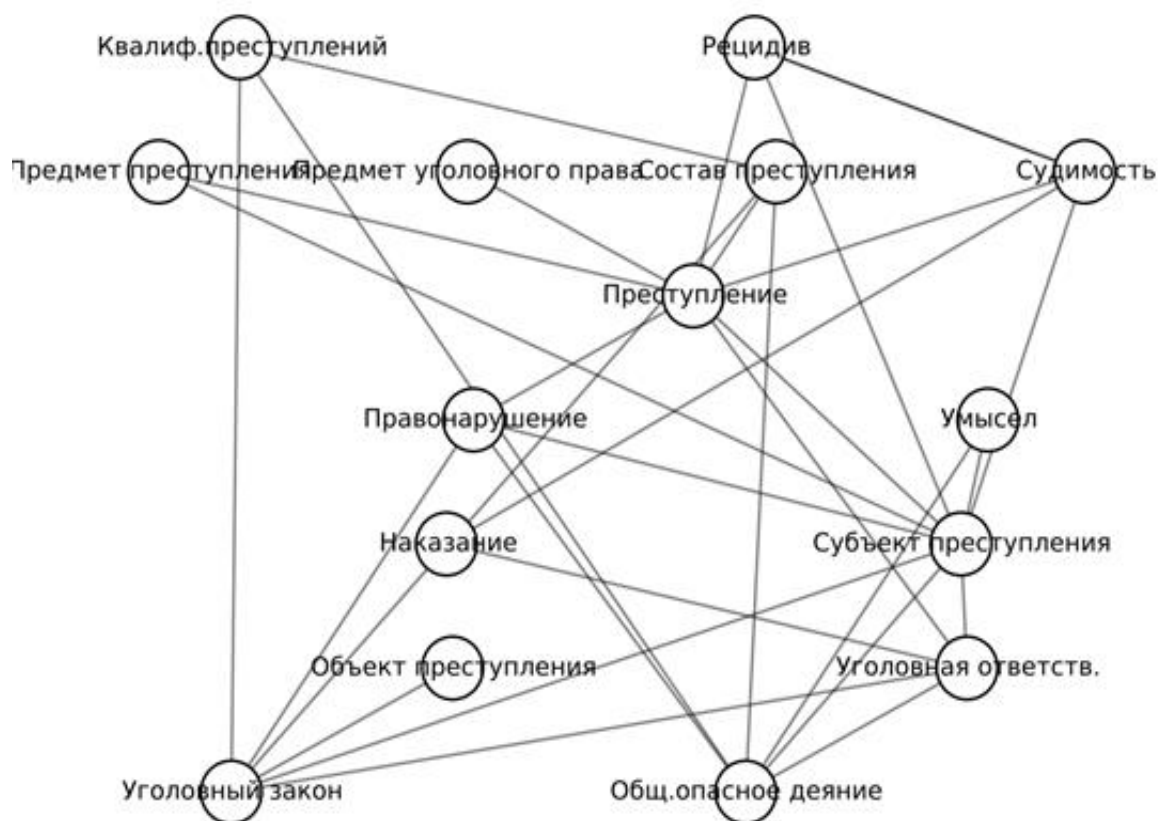 Квалиф.преступлений
Рецидив
Предмет преступления
Предмет уголовного права
Состав преступления
Судимость
Преступление
Правонарушение
Умысел
Наказание
Субъект преступления
Объект преступления
Уголовная ответств.
Уголовный закон
Общ.опасное деяние